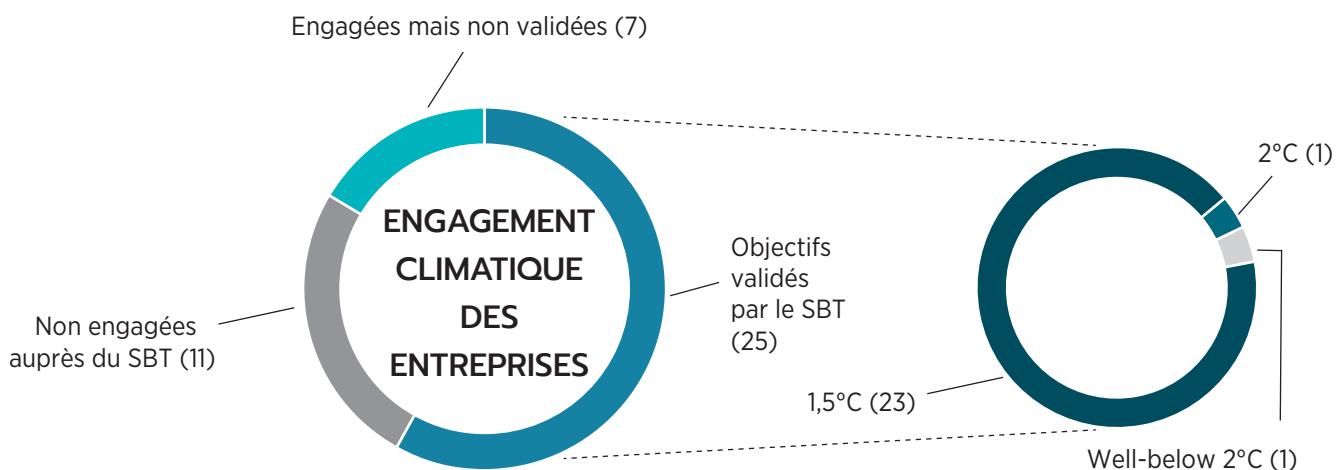 Engagées mais non validées (7)
ENGAGEMENT
CLIMATIQUE
DES
ENTREPRISES
Objectifs
validés
par le SBT
(25)
Non engagées
auprès du SBT (11)
2°C (1)
1,5°C (23)
Well-below 2°C (1)